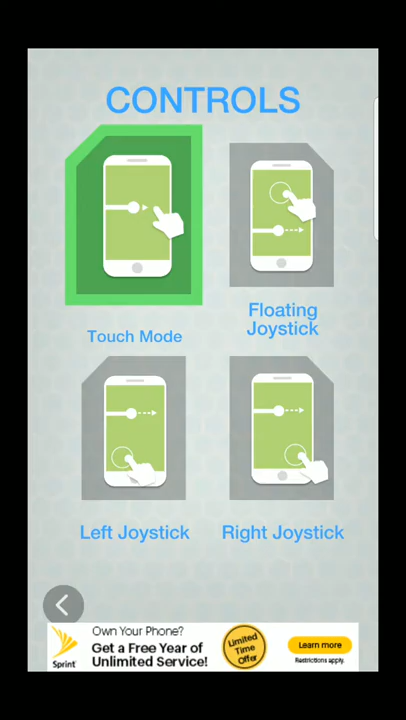 CONTROLS
Touch Mode
Floating
Joystick
Left Joystick
Right Joystick
Own Your Phone?
Get a Free Year of
Unlimited Service!
Sprint
Limited
Time
Offer
Learn more
Restrictions apply.